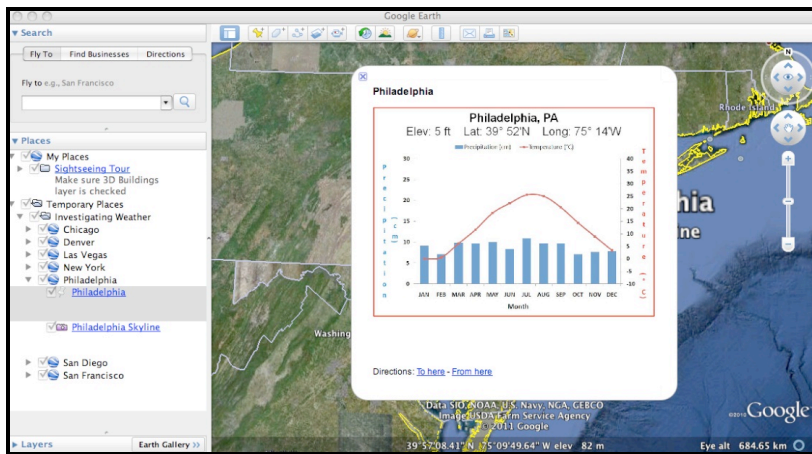 Google Earth
Search
Fly To
Find Businesses
Directions
Fly to e.g., San Francisco
Places
My Places
Sightseeing Tour
Make sure 3D Buildings
layer is checked
Temporary Places
Investigating Weather
Chicago
Denver
Las Vegas
New York
Philadelphia
Philadelphia
Philadelphia Skyline
San Diego
San Francisco
Layers
Earth Gallery >>
Philadelphia
Philadelphia, PA
Elev: 5 ft Lat: 39° 52'N Long: 75° 14'W
Precipitation (cm) Temperature (°C)
Precipitation (cm)
30
25
20
15
10
5
0
Temperature (°C)
40
35
30
25
20
15
10
5
0
-5
-10
JAN FEB MAR APR MAY JUN JUL AUG SEP OCT NOV DEC
Month
Directions: To here - From here
N
Rhode Island
hia
ine
Washing
Data SIO, NOAA, U.S. Navy, NGA, GEBCO
Image USDA Farm Service Agency
©2011 Google
©2010 Google
39°57'08.41" N 75°09'49.64" W elev 82 m
Eye alt 684.65 km